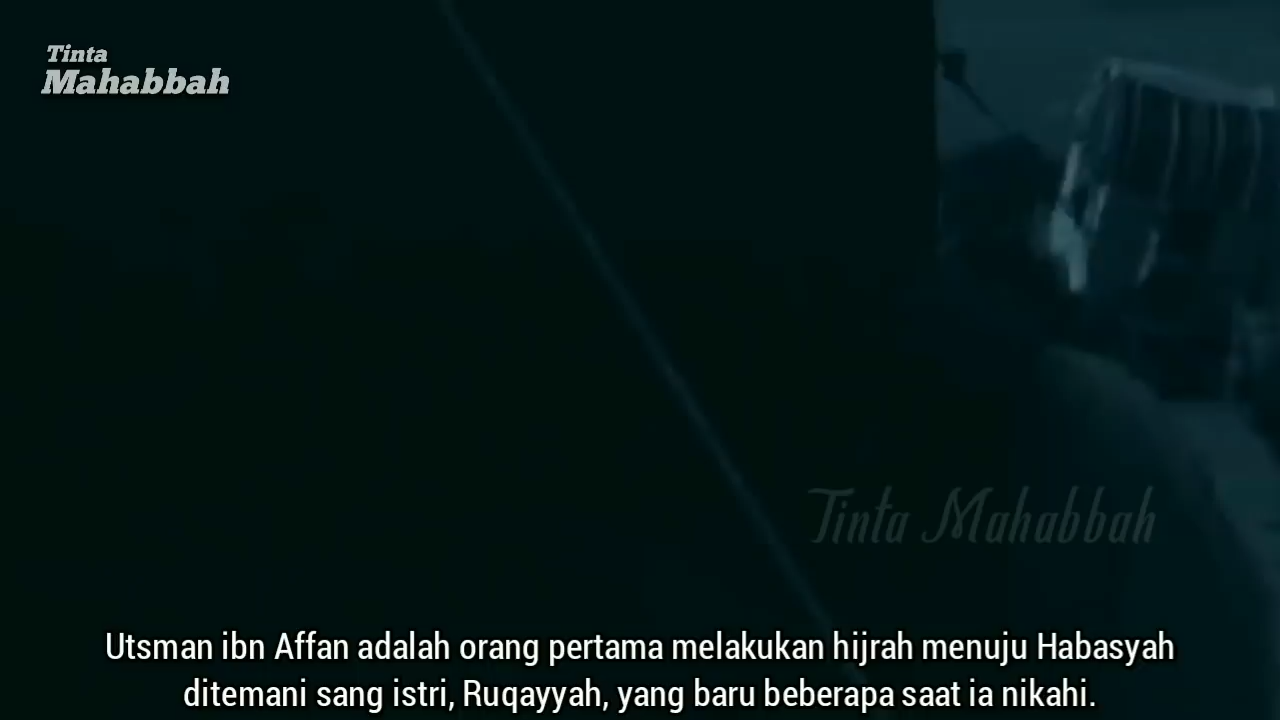 Tinta
Mahabbah
Tinta Mahabbah
Utsman ibn Affan adalah orang pertama melakukan hijrah menuju Habasyah
ditemani sang istri, Ruqayyah, yang baru beberapa saat ia nikahi.